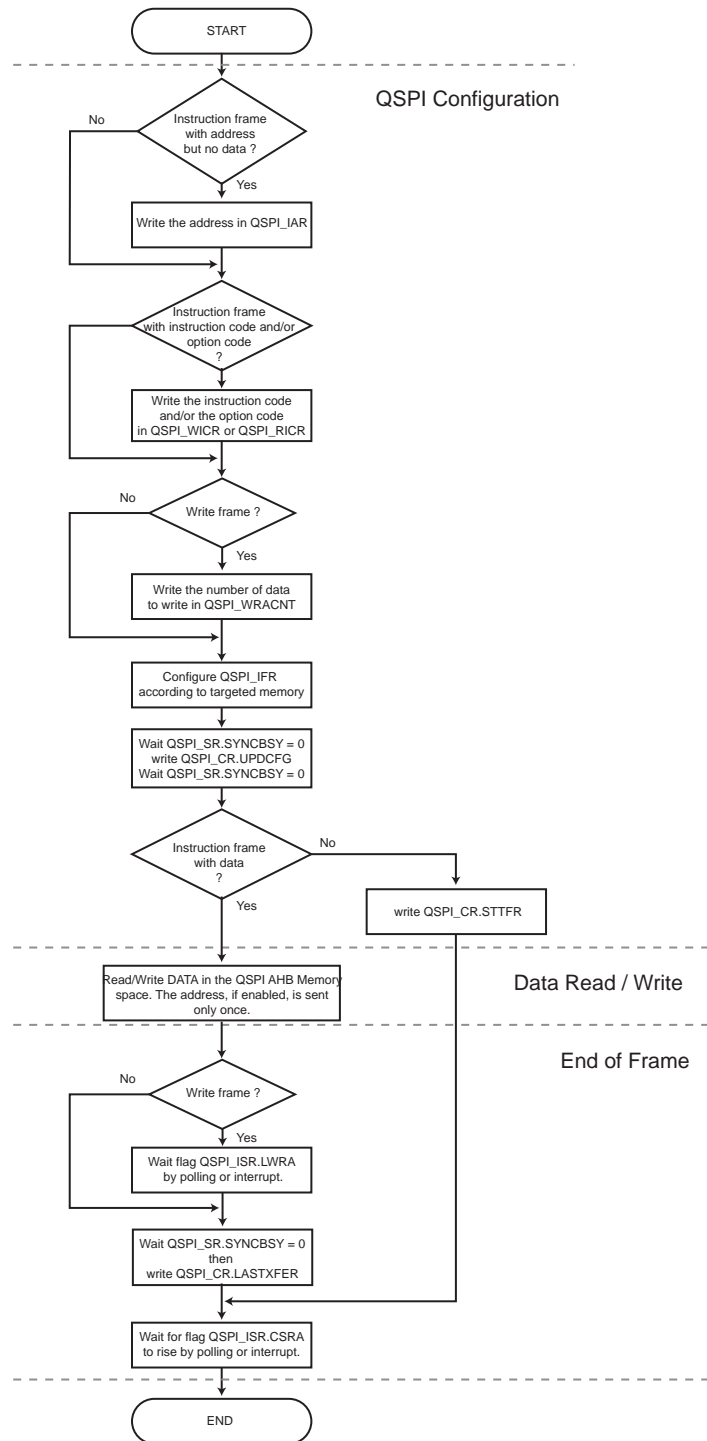 START
QSPI Configuration
No
Instruction frame
with address
but no data ?
Yes
Write the address in QSPI_IAR
Instruction frame
with instruction code and/or
option code
?
Write the instruction code
and/or the option code
in QSPI_WICR or QSPI_RICR
No
Write frame ?
Yes
Write the number of data
to write in QSPI_WRACNT
Configure QSPI_IFR
according to targeted memory
Wait QSPI_SR.SYNCBSY = 0
write QSPI_CR.UPDCFG
Wait QSPI_SR.SYNCBSY = 0
No
Instruction frame
with data
?
Yes
write QSPI_CR.STTFR
Read/Write DATA in the QSPI AHB Memory
space. The address, if enabled, is sent
only once.
Data Read / Write
End of Frame
No
Write frame ?
Yes
Wait flag QSPI_ISR.LWRA
by polling or interrupt.
Wait QSPI_SR.SYNCBSY = 0
then
write QSPI_CR.LASTXFER
Wait for flag QSPI_ISR.CSRA
to rise by polling or interrupt.
END